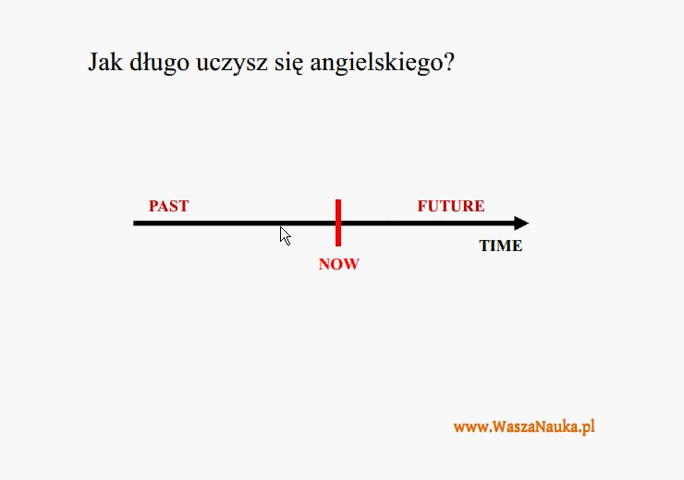 Jak długo uczysz się angielskiego?
PAST
FUTURE
TIME
NOW
www.WaszaNauka.pl